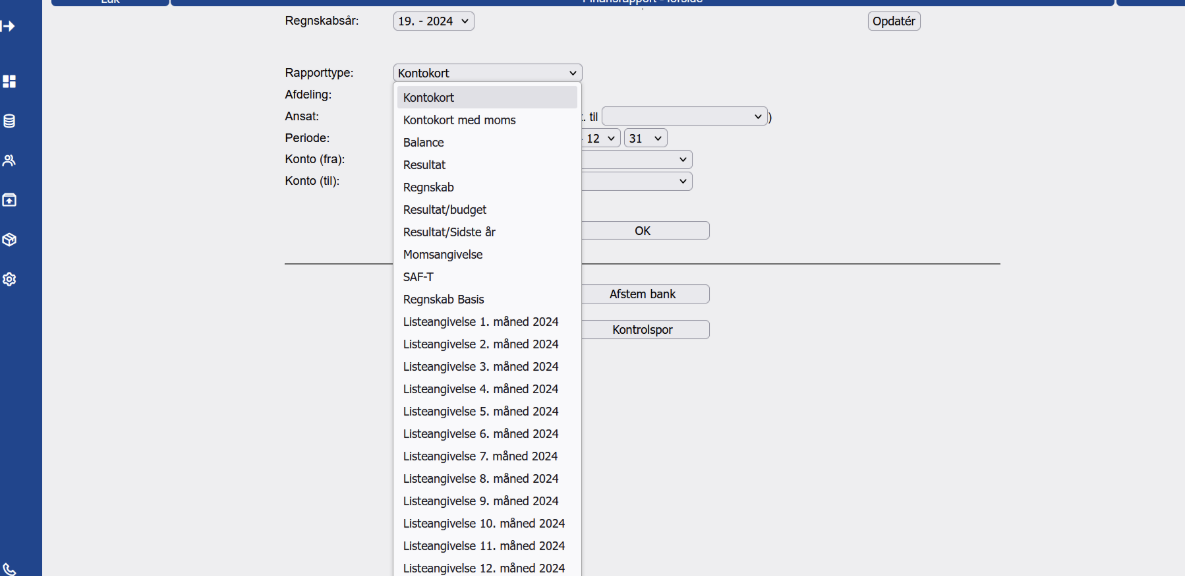 Luk
Finansrapport - forside
Regnskabsår:
19. - 2024
Opdatér
Rapporttype:
Kontokort
Afdeling:
Ansat:
. til
)
Periode:
12
31
Konto (fra):
Konto (til):
Kontokort
Kontokort med moms
Balance
Resultat
Regnskab
Resultat/budget
Resultat/Sidste år
Momsangivelse
SAF-T
Regnskab Basis
Listeangivelse 1. måned 2024
Listeangivelse 2. måned 2024
Listeangivelse 3. måned 2024
Listeangivelse 4. måned 2024
Listeangivelse 5. måned 2024
Listeangivelse 6. måned 2024
Listeangivelse 7. måned 2024
Listeangivelse 8. måned 2024
Listeangivelse 9. måned 2024
Listeangivelse 10. måned 2024
Listeangivelse 11. måned 2024
Listeangivelse 12. måned 2024
OK
Afstem bank
Kontrolspor